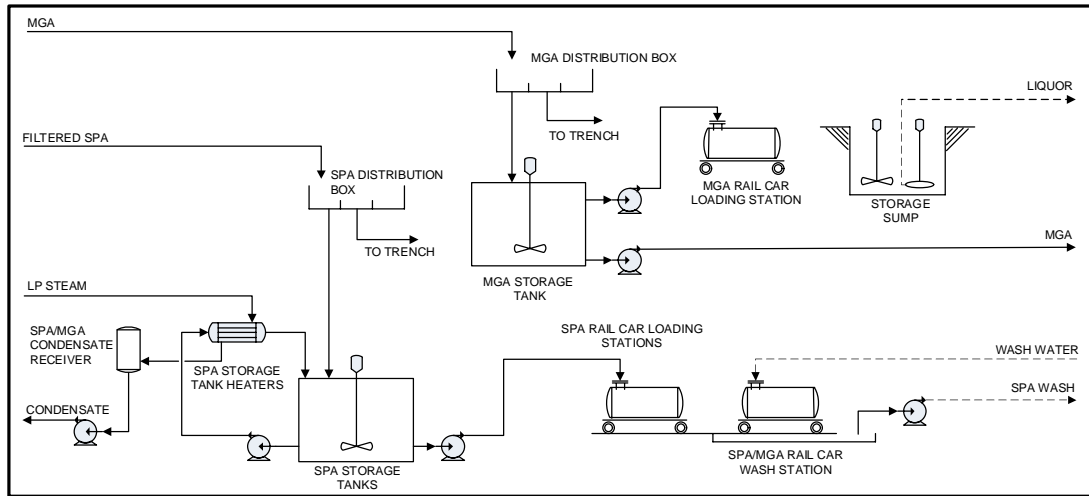 MGA
MGA DISTRIBUTION BOX
LIQUOR
TO TRENCH
FILTERED SPA
SPA DISTRIBUTION
BOX
MGA RAIL CAR
LOADING STATION
STORAGE
SUMP
TO TRENCH
MGA
MGA STORAGE
TANK
LP STEAM
SPA/MGA
CONDENSATE
RECEIVER
SPA STORAGE
TANK HEATERS
SPA RAIL CAR LOADING
STATIONS
WASH WATER
SPA WASH
CONDENSATE
SPA STORAGE
TANKS
SPA/MGA RAIL CAR
WASH STATION